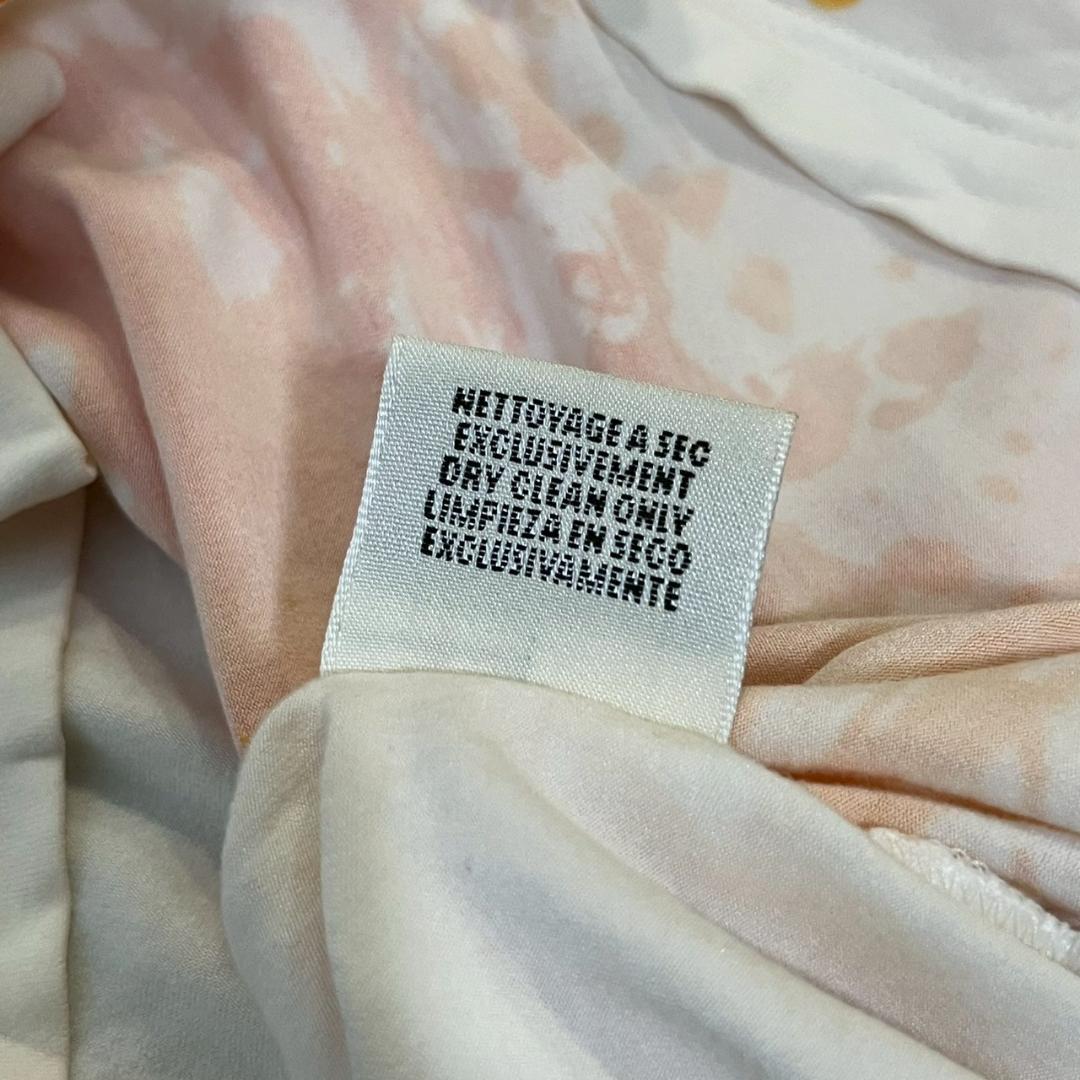 NETTOYAGE A SEC
EXCLUSIVEMENT
DRY CLEAN ONLY
LIMPIEZA EN SECO
EXCLUSIVAMENTE